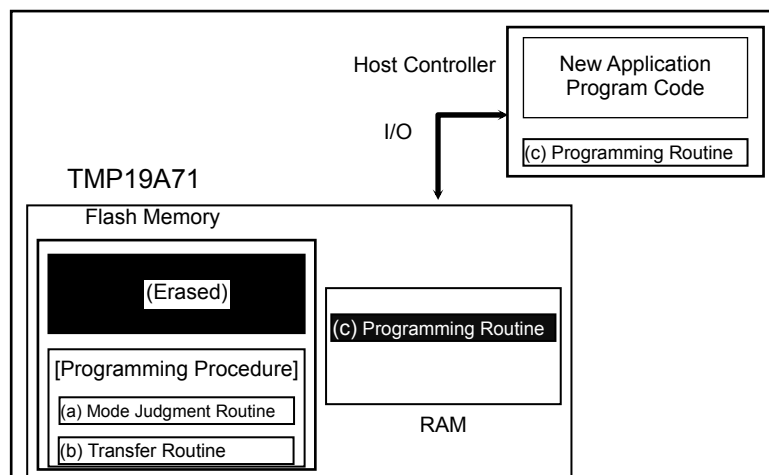 Host Controller
New Application
Program Code
I/O
(c) Programming Routine
TMP19A71
Flash Memory
(Erased)
(c) Programming Routine
[Programming Procedure]
(a) Mode Judgment Routine
(b) Transfer Routine
RAM